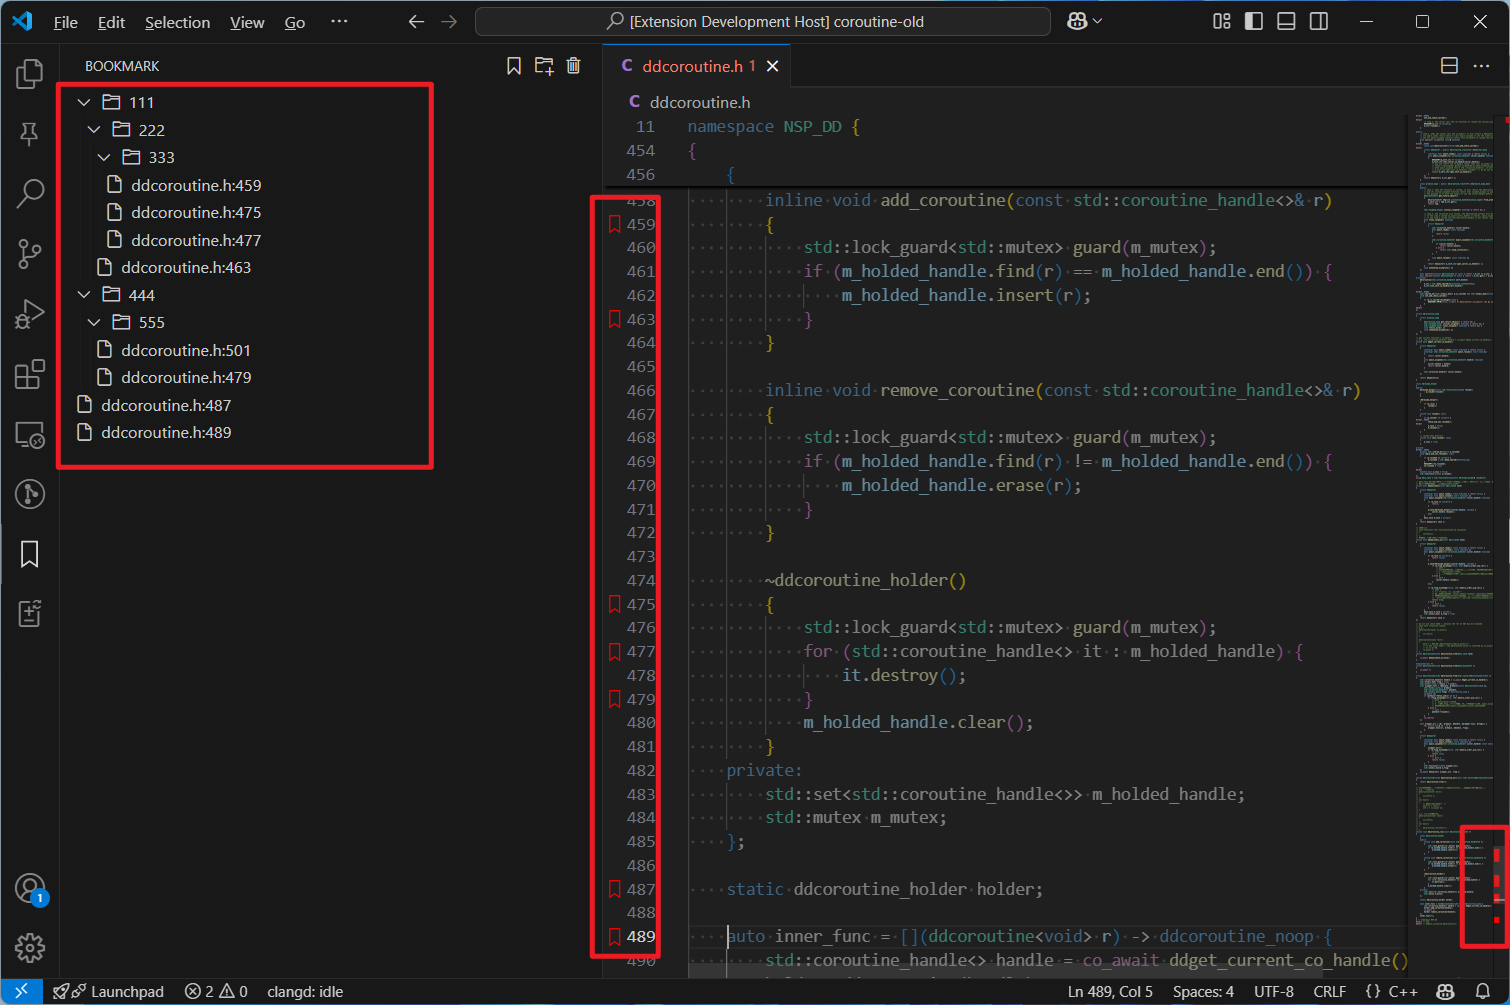 File Edit Selection View Go ··· [Extension Development Host] coroutine-old
BOOKMARK
111
222
333
ddcoroutine.h:459
ddcoroutine.h:475
ddcoroutine.h:477
ddcoroutine.h:463
444
555
ddcoroutine.h:501
ddcoroutine.h:479
ddcoroutine.h:487
ddcoroutine.h:489
C ddcoroutine.h 1
C ddcoroutine.h
11 namespace NSP_DD {
454 {
456 {
458 inline void add_coroutine(const std::coroutine_handle<>& r)
459 {
460 std::lock_guard<std::mutex> guard(m_mutex);
461 if (m_holded_handle.find(r) == m_holded_handle.end()) {
462 m_holded_handle.insert(r);
463 }
464 }
465
466 inline void remove_coroutine(const std::coroutine_handle<>& r)
467 {
468 std::lock_guard<std::mutex> guard(m_mutex);
469 if (m_holded_handle.find(r) != m_holded_handle.end()) {
470 m_holded_handle.erase(r);
471 }
472 }
473
474 ~ddcoroutine_holder()
475 {
476 std::lock_guard<std::mutex> guard(m_mutex);
477 for (std::coroutine_handle<> it : m_holded_handle) {
478 it.destroy();
479 }
480 m_holded_handle.clear();
481 }
482 private:
483 std::set<std::coroutine_handle<>> m_holded_handle;
484 std::mutex m_mutex;
485 };
486
487 static ddcoroutine_holder holder;
488
489 auto inner_func = [](ddcoroutine<void> r) -> ddcoroutine_noop {
490 std::coroutine_handle<> handle = co_await ddget_current_co_handle()
1
Launchpad 2 0 clangd: idle Ln 489, Col 5 Spaces: 4 UTF-8 CRLF {} C++